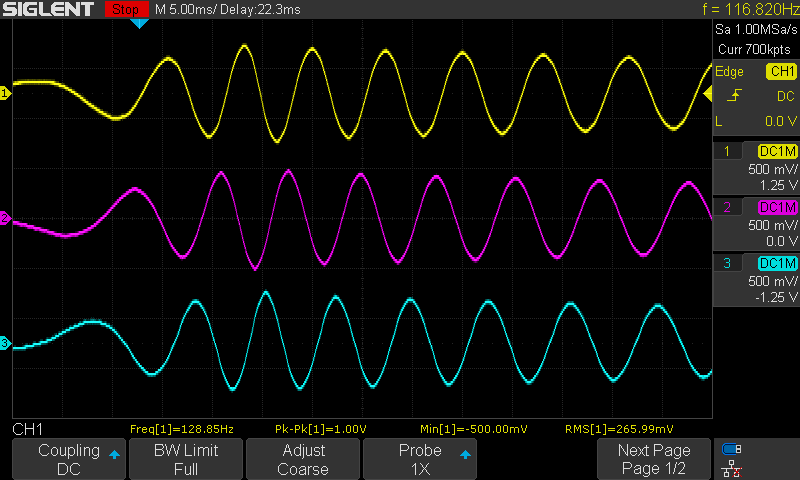 SIGLENT Stop M 5.00ms/ Delay:22.3ms f = 116.820Hz
Sa 1.00MSa/s
Curr 700kpts
Edge CH1
DC
L 0.0 V
1 DC1M
500 mV/
1.25 V
2 DC1M
500 mV/
0.0 V
3 DC1M
500 mV/
-1.25 V
1
2
3
CH1 Freq[1]=128.85Hz Pk-Pk[1]=1.00V Min[1]=-500.00mV RMS[1]=265.99mV
Coupling BW Limit Adjust Probe Next Page
DC Full Coarse 1X Page 1/2